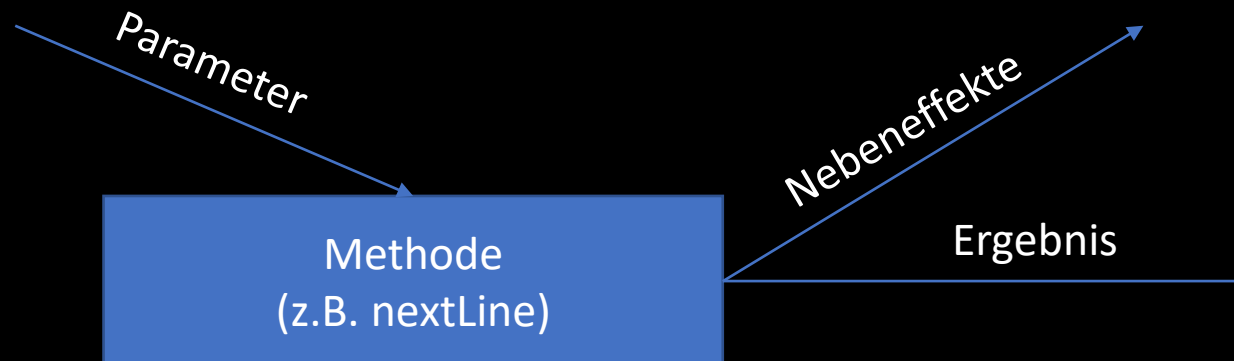 Parameter
Nebeneffekte
Ergebnis
Methode
(z.B. nextLine)